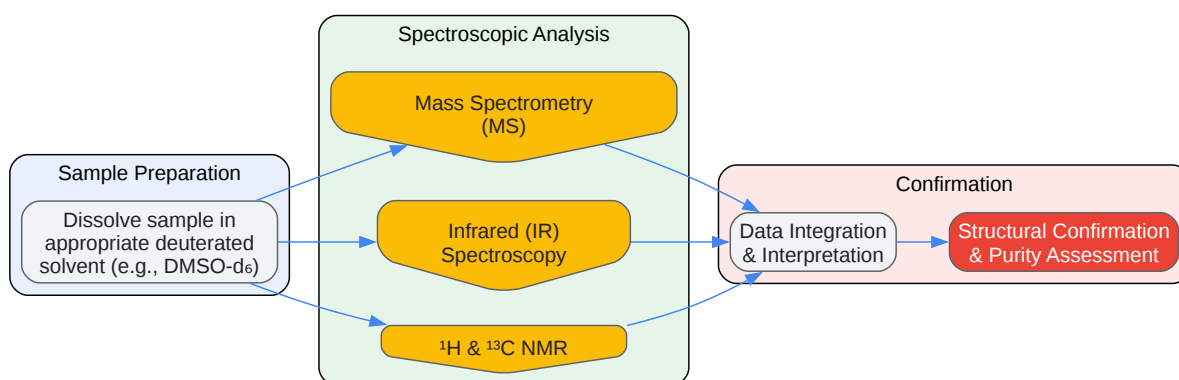 Sample Preparation
Dissolve sample in
appropriate deuterated
solvent (e.g., DMSO-d₆)
Spectroscopic Analysis
Mass Spectrometry
(MS)
Infrared (IR)
Spectroscopy
¹H & ¹³C NMR
Confirmation
Data Integration
& Interpretation
Structural Confirmation
& Purity Assessment